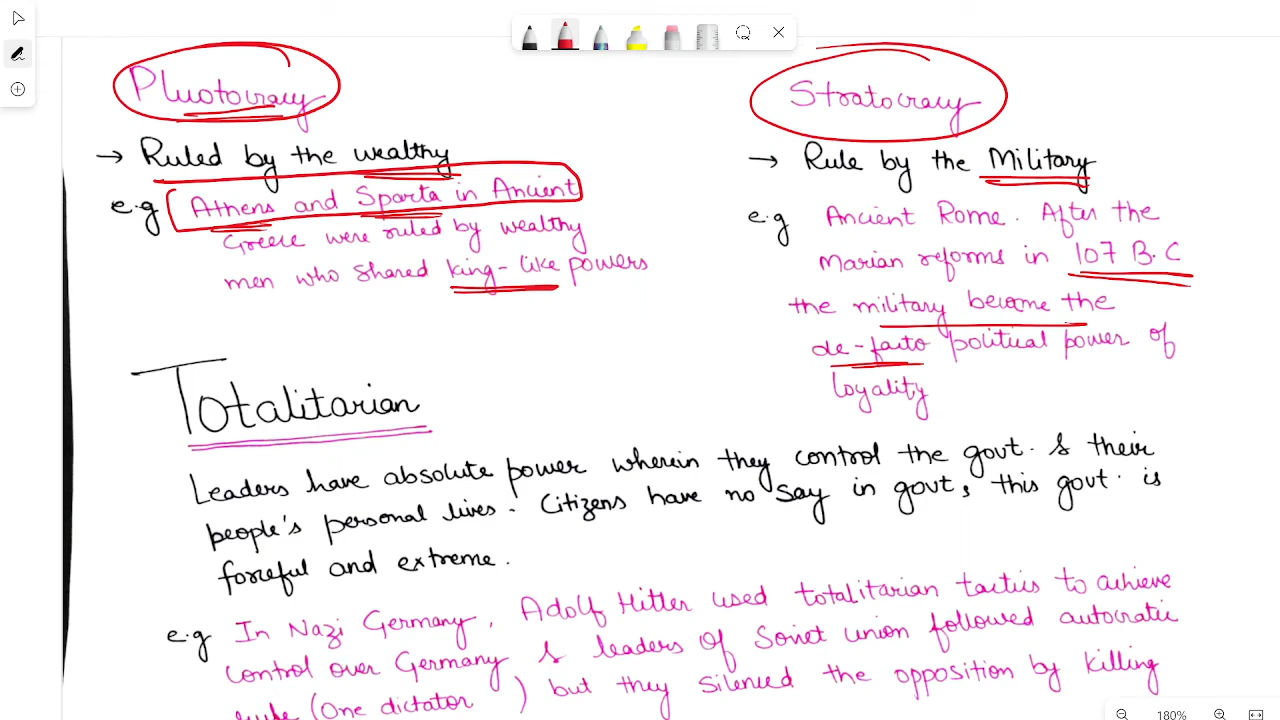 Plutocracy
→ Ruled by the wealthy
e.g Athens and Sparta in Ancient
Greece were ruled by wealthy
men who shared king-like powers
Stratocracy
→ Rule by the Military
e.g Ancient Rome. After the
Marian reforms in 107 B.C
the military become the
de-facto political power of
loyality
Totalitarian
Leaders have absolute power wherein they control the govt. & their
people's personal lives. Citizens have no say in govt, this govt. is
forceful and extreme.
e.g In Nazi Germany, Adolf Hitler used totalitarian tactics to achieve
control over Germany & leaders of Soviet union followed autocratic
rule (One dictator ) but they silenced the opposition by killing
180%